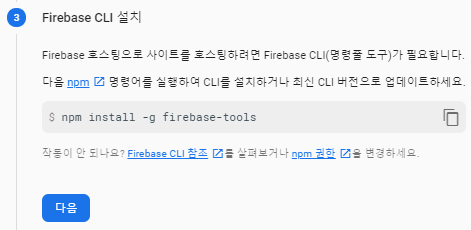 3 Firebase CLI 설치
Firebase 호스팅으로 사이트를 호스팅하려면 Firebase CLI(명령줄 도구)가 필요합니다.
다음 npm 명령어를 실행하여 CLI를 설치하거나 최신 CLI 버전으로 업데이트하세요.
$ npm install -g firebase-tools
작동이 안 되나요? Firebase CLI 참조를 살펴보거나 npm 권한을 변경하세요.
다음